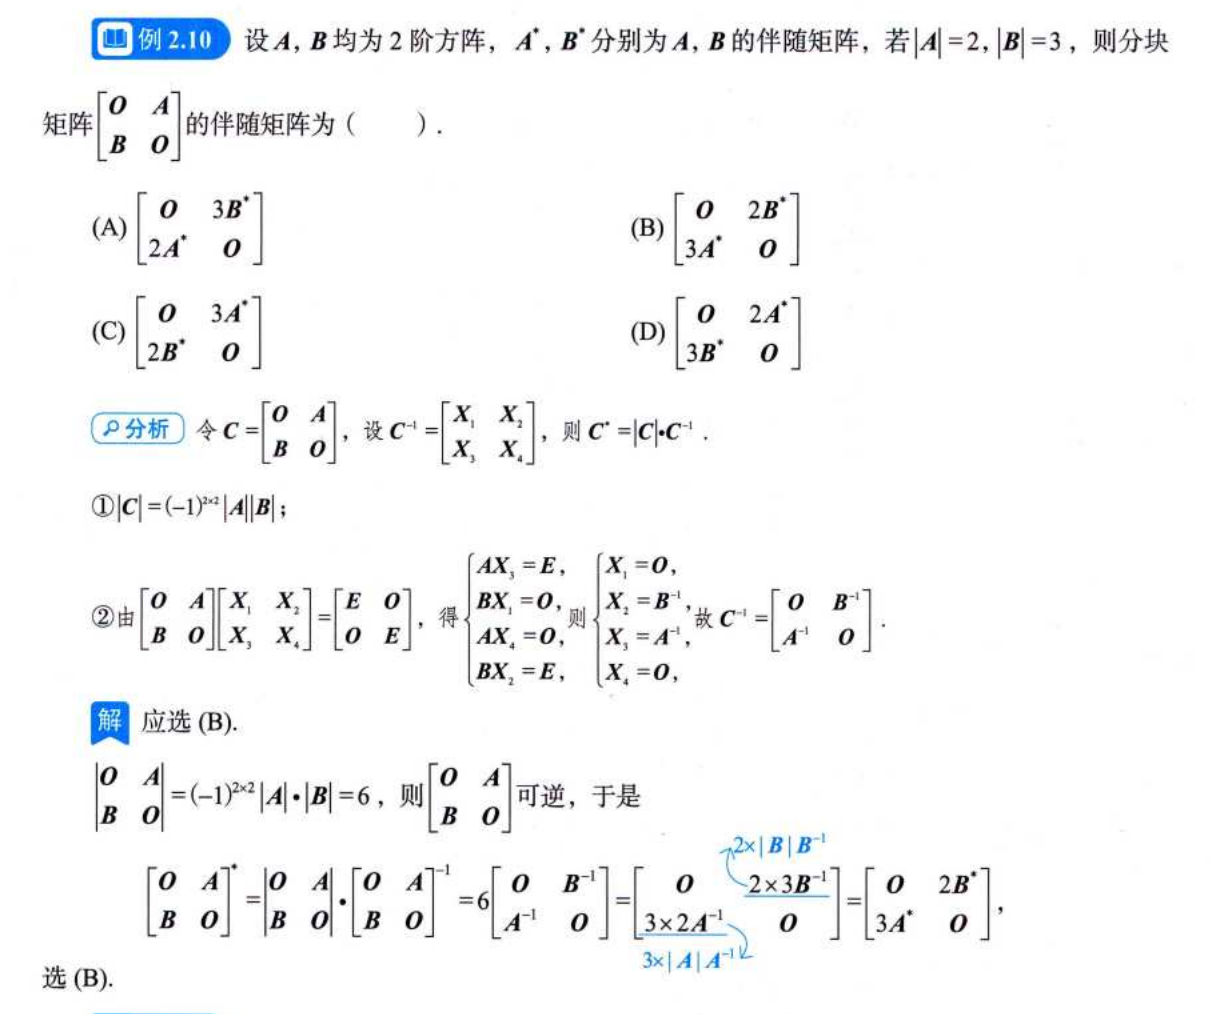 例 2.10 设 A, B 均为 2 阶方阵，A*, B* 分别为 A, B 的伴随矩阵，若|A|=2, |B|=3，则分块
矩阵[O A; B O]的伴随矩阵为（  ）.
(A) [O 3B*; 2A* O] (B) [O 2B*; 3A* O]
(C) [O 3A*; 2B* O] (D) [O 2A*; 3B* O]
分析 令 C=[O A; B O]，设 C⁻¹=[X₁ X₂; X₃ X₄]，则 C*=|C|•C⁻¹.
①|C|=(−1)²ˣ²|A||B|；
②由[O A; B O][X₁ X₂; X₃ X₄]=[E O; O E]，得{AX₃=E, BX₁=O, AX₄=O, BX₂=E, 则{X₁=O, X₂=B⁻¹, X₃=A⁻¹, X₄=O, 故 C⁻¹=[O B⁻¹; A⁻¹ O].
解 应选 (B).
|O A; B O|=(−1)²ˣ²|A|•|B|=6，则[O A; B O]可逆，于是
2×|B|B⁻¹
[O A; B O]*=|O A; B O|•[O A; B O]⁻¹=6[O B⁻¹; A⁻¹ O]=[O 2×3B⁻¹; 3×2A⁻¹ O]=[O 2B*; 3A* O]，
3×|A|A⁻¹
选 (B).